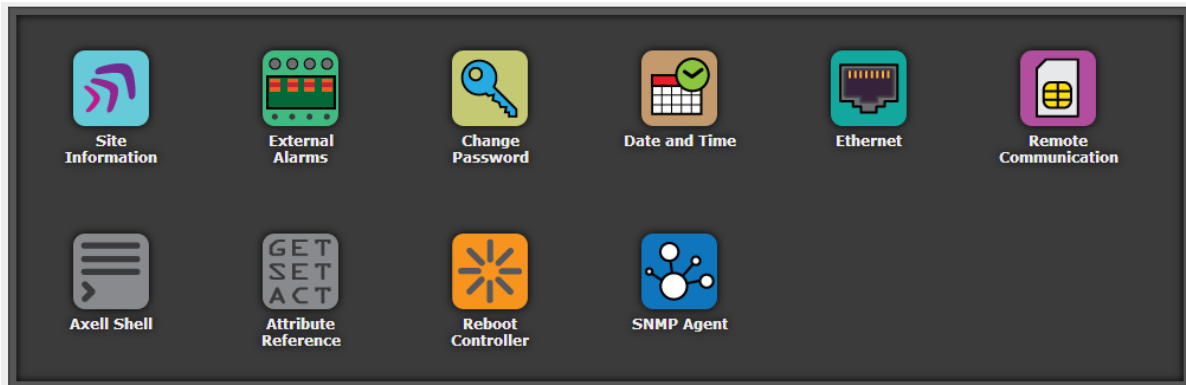 Site
Information
External
Alarms
Change
Password
Date and Time
Ethernet
Remote
Communication
Axell Shell
GET
SET
ACT
Attribute
Reference
Reboot
Controller
SNMP Agent